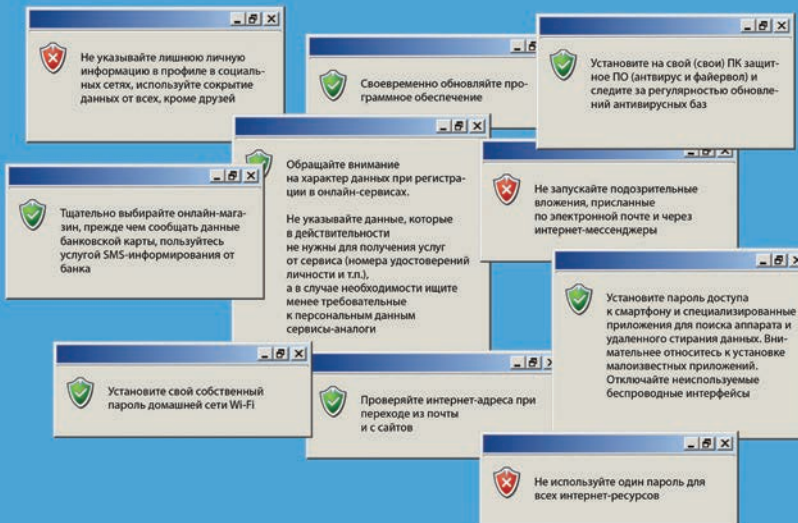 Не указывайте лишнюю личную
информацию в профиле в социаль-
ных сетях, используйте сокрытие
данных от всех, кроме друзей
Своевременно обновляйте про-
граммное обеспечение
Установите на свой (свои) ПК защит-
ное ПО (антвирус и файервол) и
следите за регулярностью обновле-
ний антивирусных баз
Тщательно выбирайте онлайн-мага-
зин, прежде чем сообщать данные
банковской карты, пользуйтесь
услугой SMS-информирования от
банка
Обращайте внимание
на характер данных при регистра-
ции в онлайн-сервисах.
Не указывайте данные, которые
в действительности
не нужны для получения услуг
от сервиса (номера удостоверений
личности и т.п.),
а в случае необходимости ищите
менее требовательные
к персональным данным
сервисы-аналоги
Не запускайте подозрительные
вложения, присланные
по электронной почте и через
интернет-мессенджеры
Установите пароль доступа
к смартфону и специализированные
приложения для поиска аппарата и
удаленного стирания данных. Вни-
мательнее относитесь к установке
малоизвестных приложений.
Отключайте неиспользуемые
беспроводные интерфейсы
Установите свой собственный
пароль домашней сети Wi-Fi
Проверяйте интернет-адреса при
переходе из почты
и с сайтов
Не используйте один пароль для
всех интернет-ресурсов